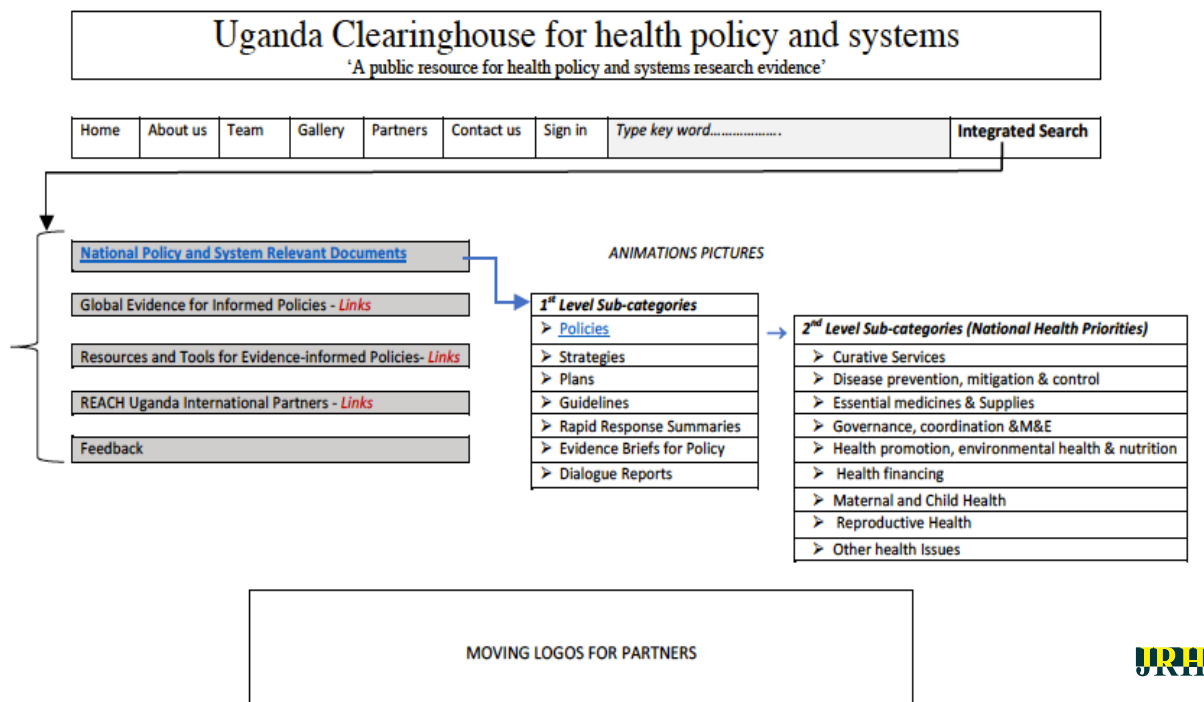 Uganda Clearinghouse for health policy and systems
‘A public resource for health policy and systems research evidence’
Home About us Team Gallery Partners Contact us Sign in Type key word.................. Integrated Search
National Policy and System Relevant Documents
Global Evidence for Informed Policies - Links
Resources and Tools for Evidence-informed Policies- Links
REACH Uganda International Partners - Links
Feedback
ANIMATIONS PICTURES
1st Level Sub-categories
➢ Policies
➢ Strategies
➢ Plans
➢ Guidelines
➢ Rapid Response Summaries
➢ Evidence Briefs for Policy
➢ Dialogue Reports
2nd Level Sub-categories (National Health Priorities)
➢ Curative Services
➢ Disease prevention, mitigation & control
➢ Essential medicines & Supplies
➢ Governance, coordination &M&E
➢ Health promotion, environmental health & nutrition
➢ Health financing
➢ Maternal and Child Health
➢ Reproductive Health
➢ Other health Issues
MOVING LOGOS FOR PARTNERS
JRH